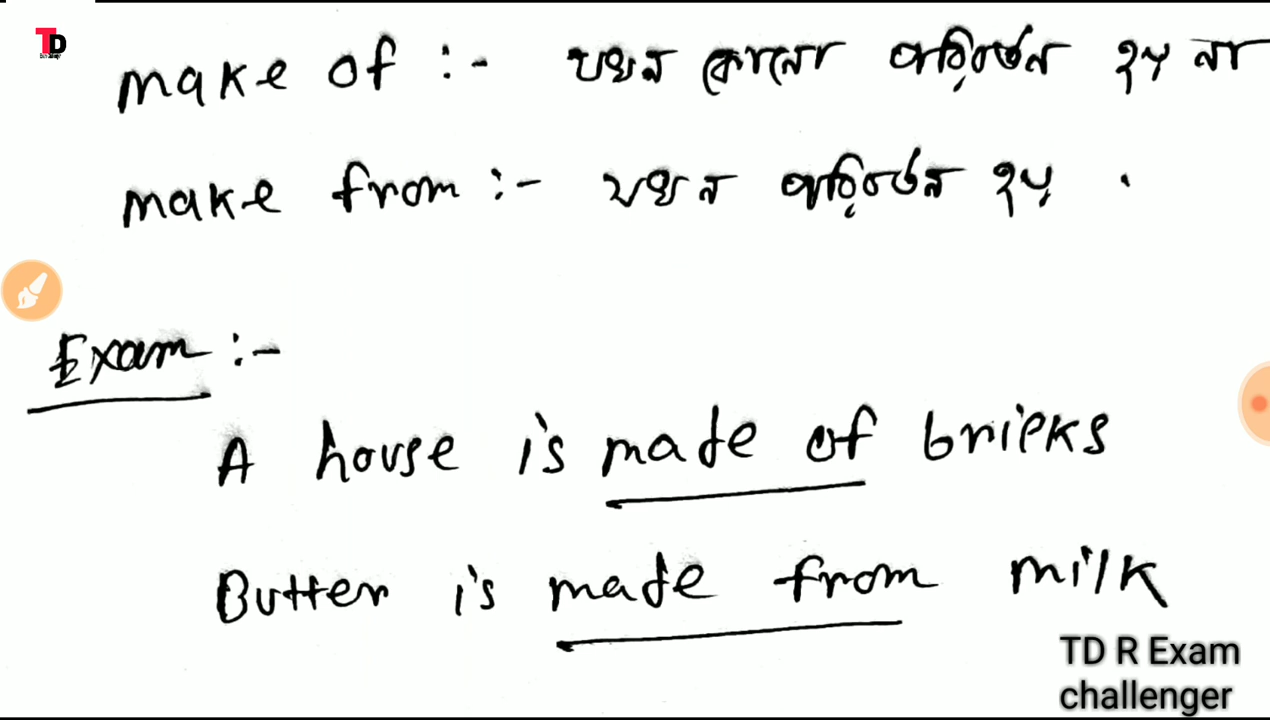 TD
make of :- যখন কোনো পরিবর্তন হয় না
make from :- যখন পরিবর্তন হয় .
Exam :-
A house is made of bricks
Butter is made from milk
TD R Exam
challenger